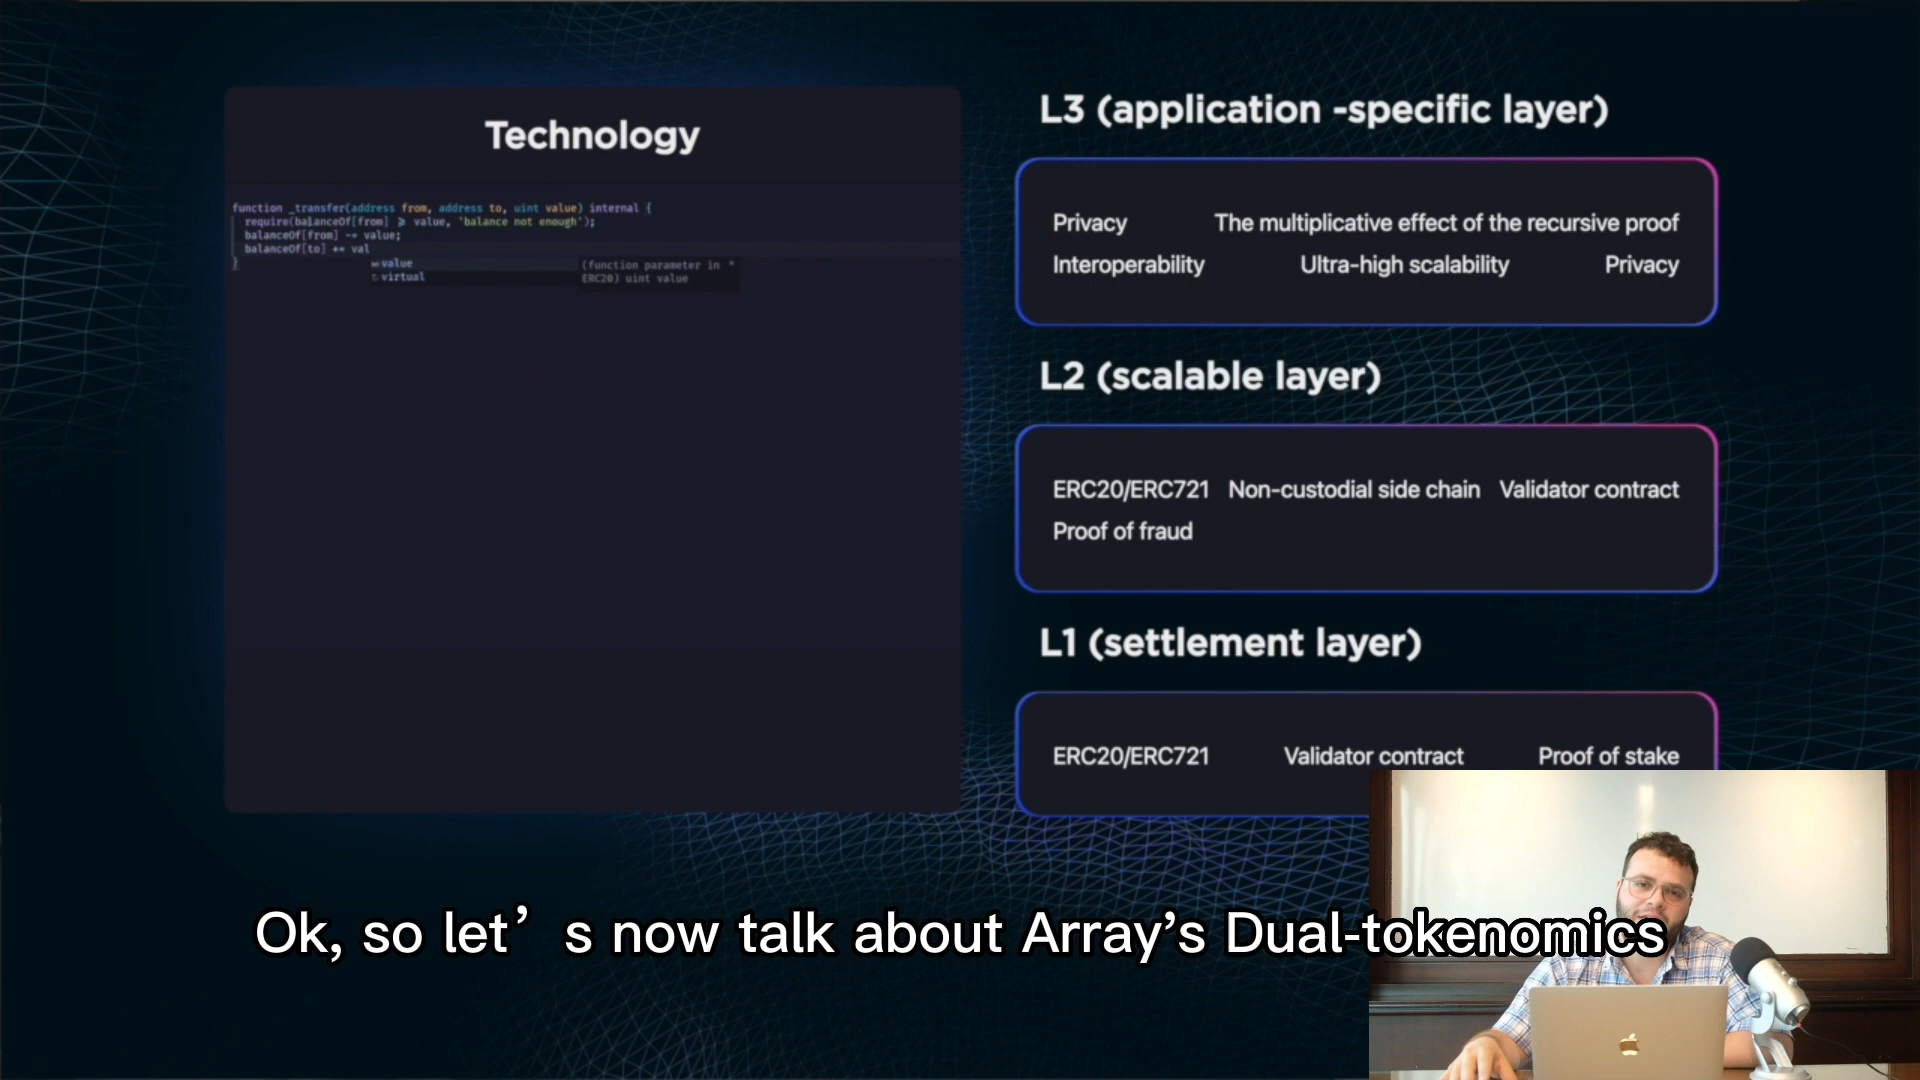 Technology
function _transfer(address from, address to, uint value) internal {
require(balanceOf[from] ≥ value, 'balance not enough');
balanceOf[from] -= value;
balanceOf[to] += val
}
value
virtual
(function parameter in *
ERC20) uint value
L3 (application -specific layer)
Privacy The multiplicative effect of the recursive proof
Interoperability Ultra-high scalability Privacy
L2 (scalable layer)
ERC20/ERC721 Non-custodial side chain Validator contract
Proof of fraud
L1 (settlement layer)
ERC20/ERC721 Validator contract Proof of stake
Ok, so let’ s now talk about Array’s Dual-tokenomics